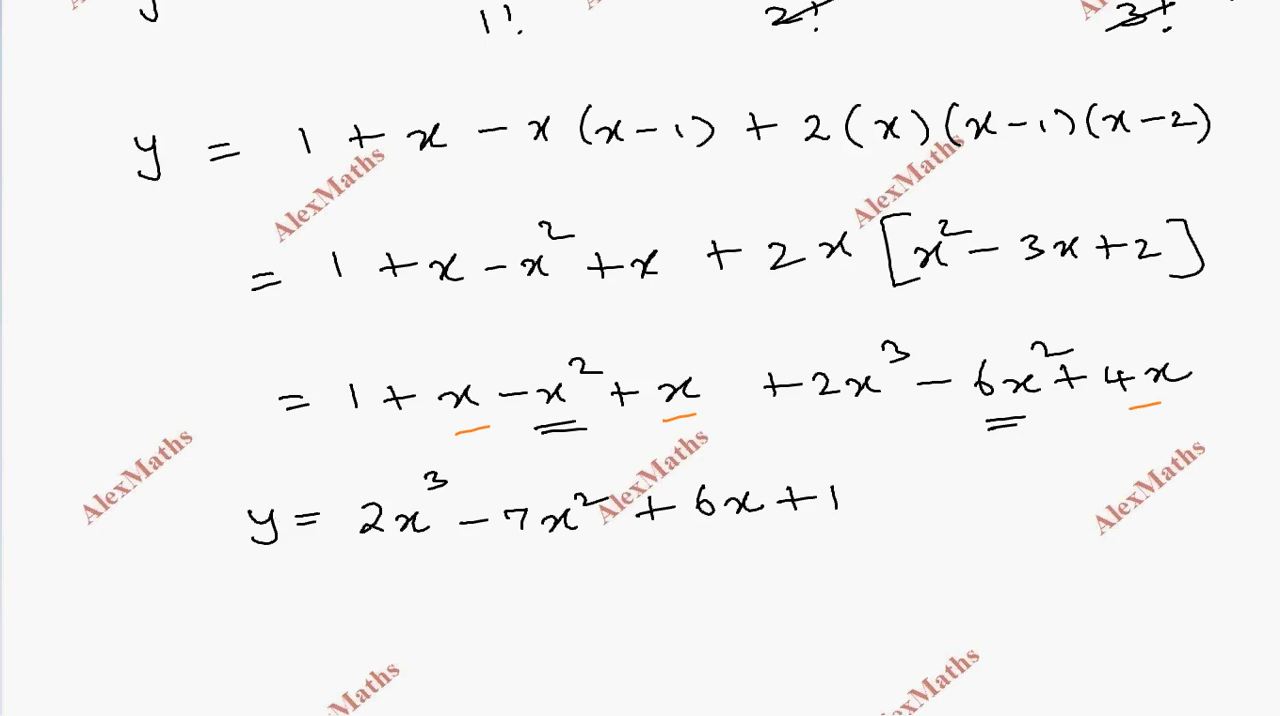 y 1! 2! 3!
y = 1 + x - x (x-1) + 2(x)(x-1)(x-2)
AlexMaths AlexMaths
= 1 + x - x² + x + 2x [x² - 3x + 2]
= 1 + x - x² + x + 2x³ - 6x² + 4x
AlexMaths AlexMaths AlexMaths
y = 2x³ - 7x² + 6x + 1
AlexMaths AlexMaths